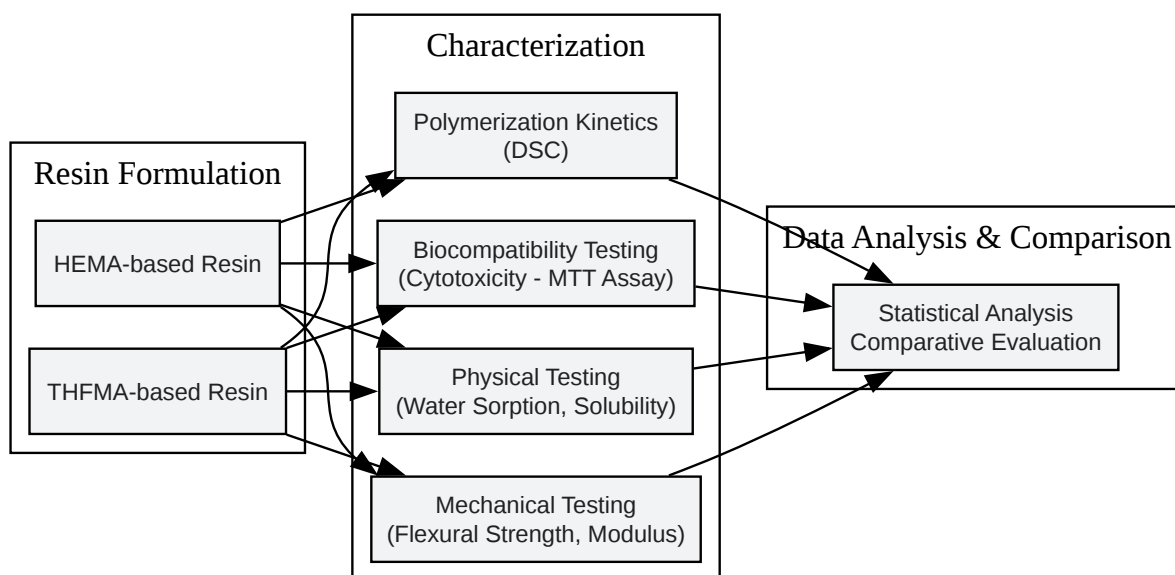 Resin Formulation
HEMA-based Resin
THFMA-based Resin
Characterization
Polymerization Kinetics
(DSC)
Biocompatibility Testing
(Cytotoxicity - MTT Assay)
Physical Testing
(Water Sorption, Solubility)
Mechanical Testing
(Flexural Strength, Modulus)
Data Analysis & Comparison
Statistical Analysis
Comparative Evaluation